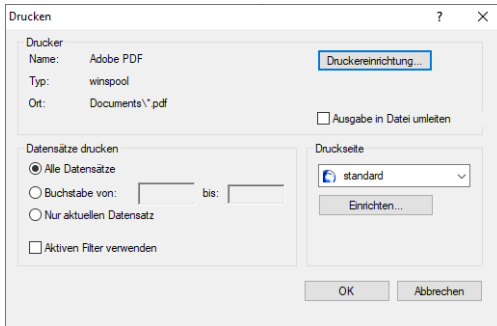 Drucken ?
Drucker
Name: Adobe PDF Druckereinrichtung...
Typ: winspool
Ort: Documents\*.pdf
Ausgabe in Datei umleiten
Datensätze drucken Druckseite
Alle Datensätze standard
Buchstabe von: bis:
Einrichten...
Nur aktuellen Datensatz
Aktiven Filter verwenden
OK Abbrechen